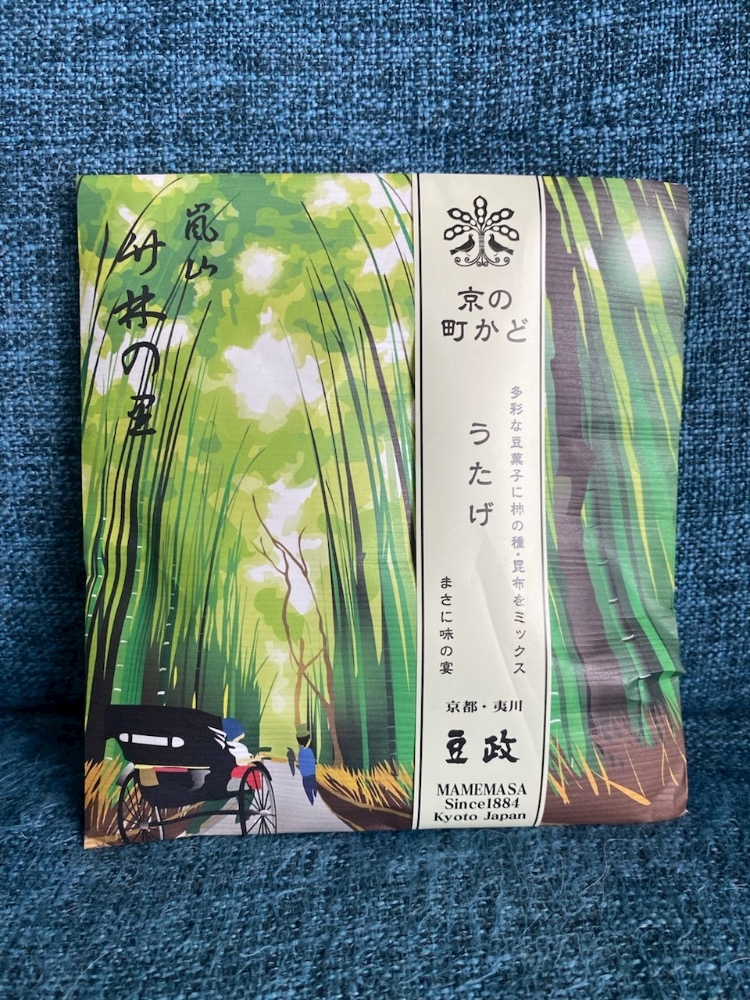 嵐山
竹林の里
京の
町かど
多彩な豆菓子に柿の種・昆布をミックス
うたげ
まさに味の宴
京都・夷川
豆政
MAMEMASA
Since1884
Kyoto Japan